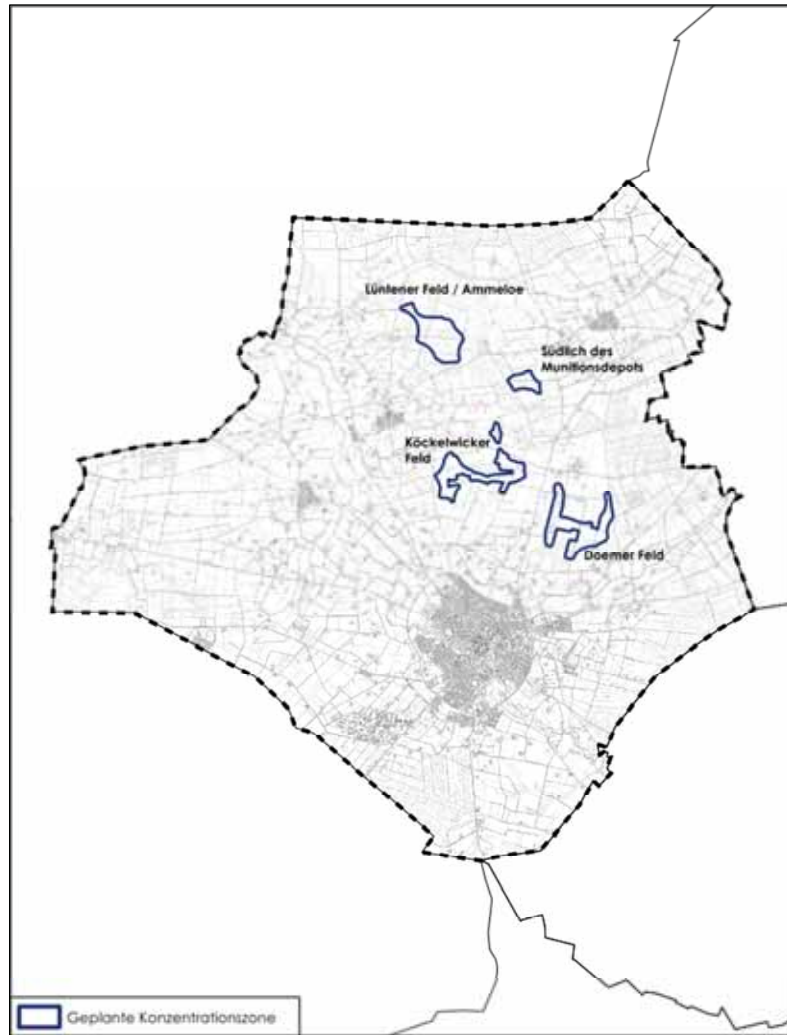 Lüntener Feld / Ammeloe
Südlich des
Munitionsdepots
Köckelwicker
Feld
Doemer Feld
Geplante Konzentrationszone